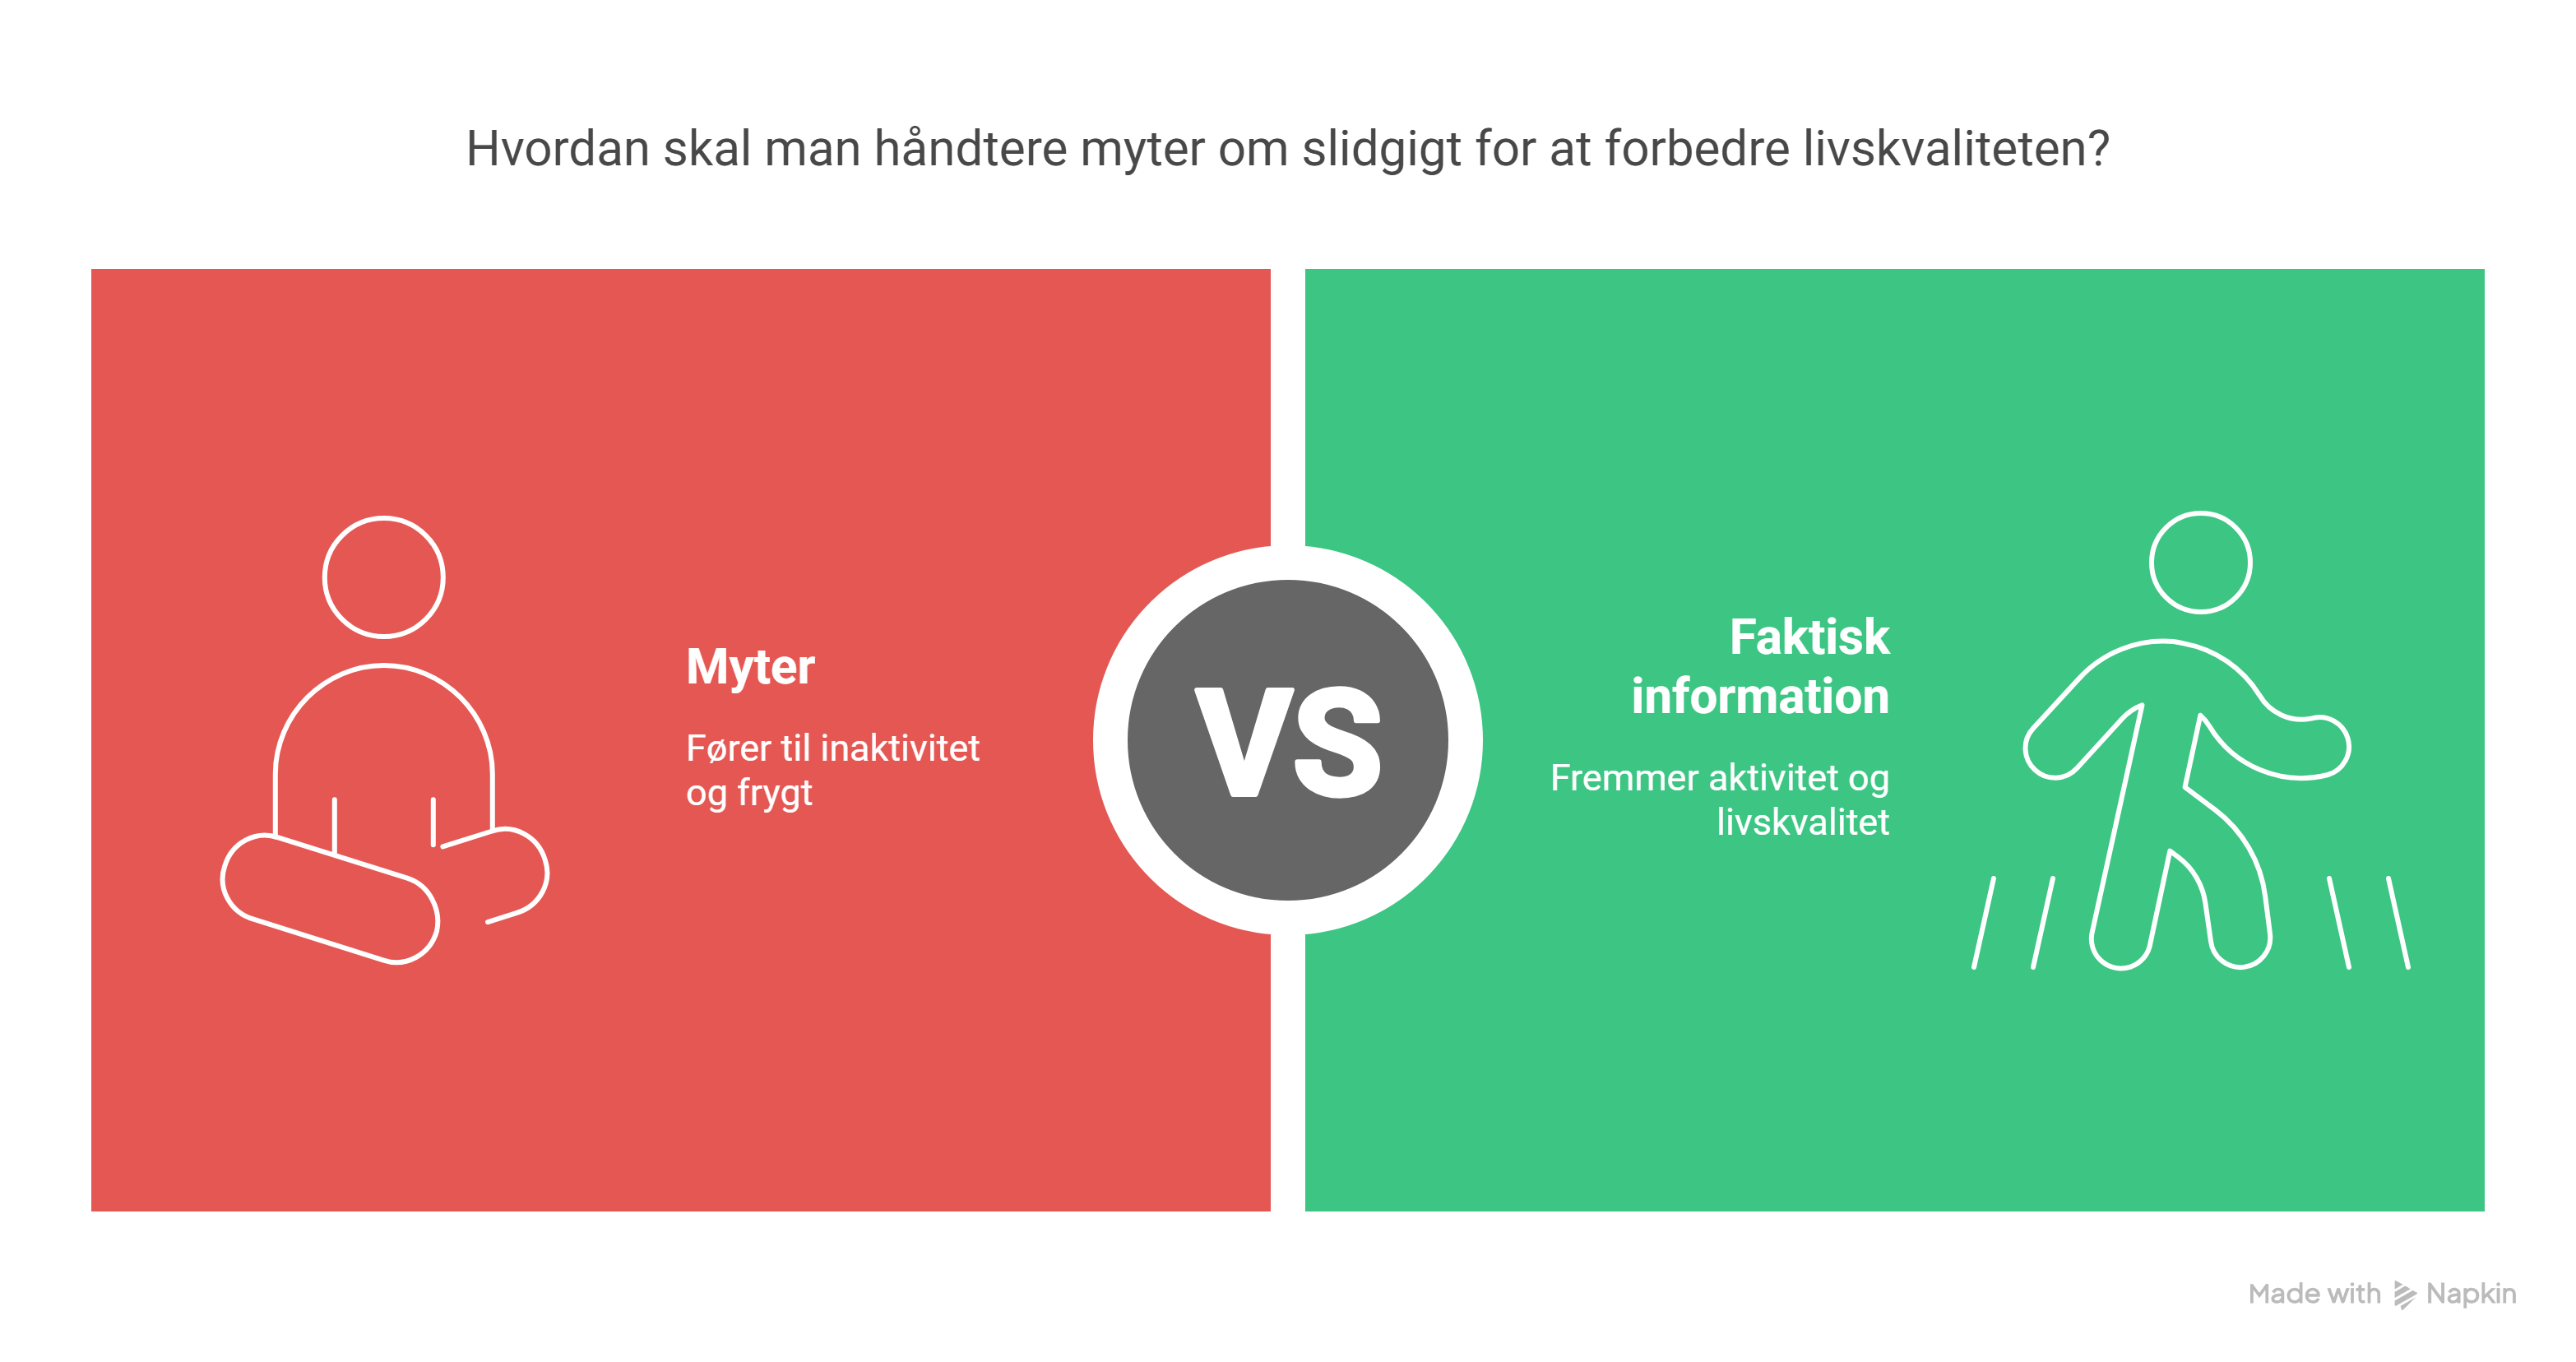 Hvordan skal man håndtere myter om slidgigt for at forbedre livskvaliteten?
Myter
Fører til inaktivitet
og frygt
VS
Faktisk
information
Fremmer aktivitet og
livskvalitet
Made with Napkin